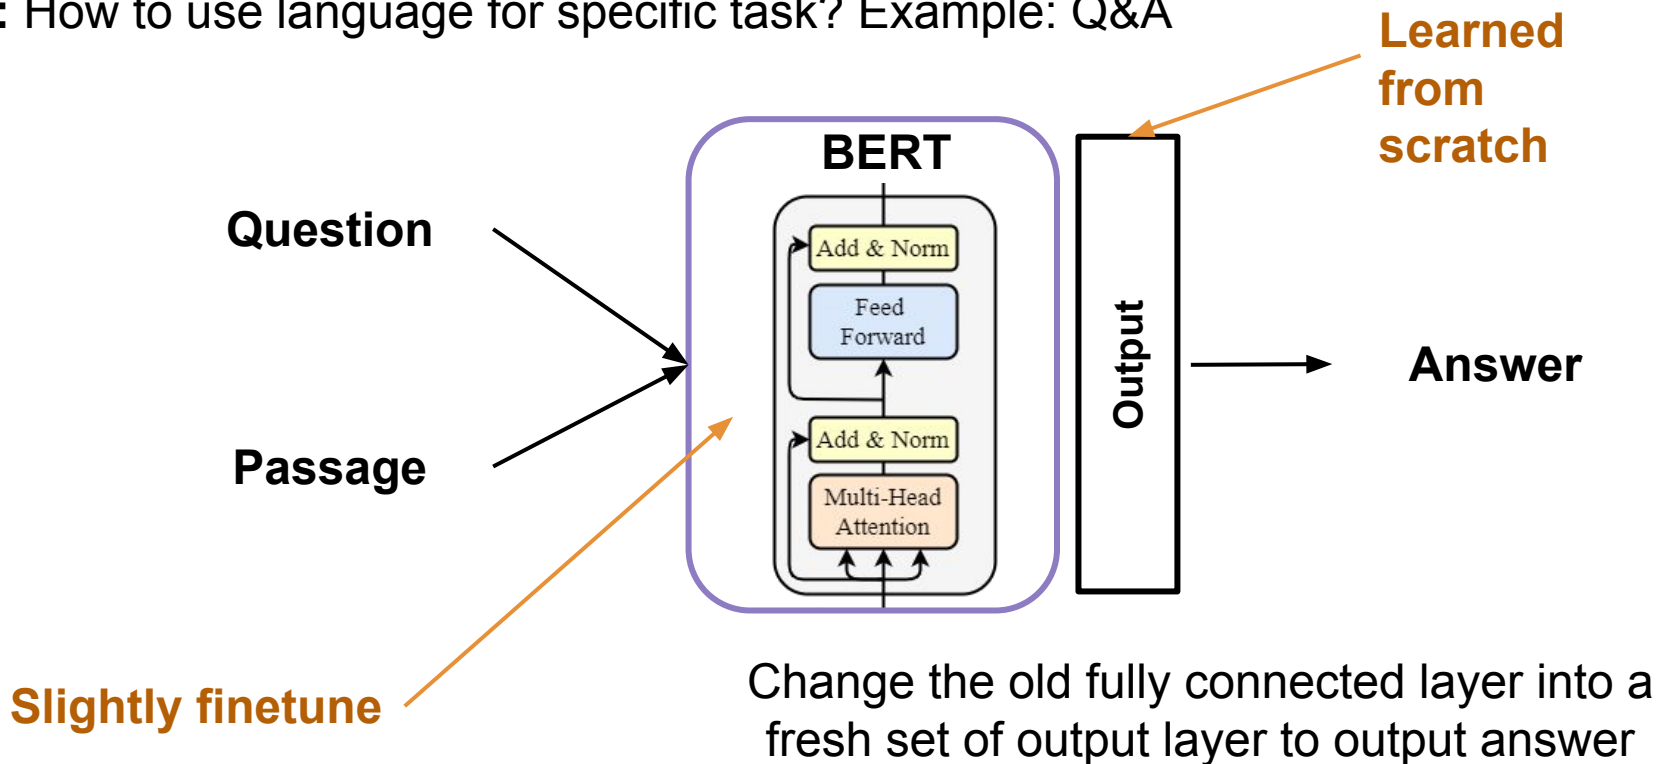 : How to use language for specific task? Example: Q&A
Learned
from
scratch
BERT
Add & Norm
Feed
Forward
Add & Norm
Multi-Head
Attention
Question
Passage
Output
Answer
Slightly finetune
Change the old fully connected layer into a
fresh set of output layer to output answer